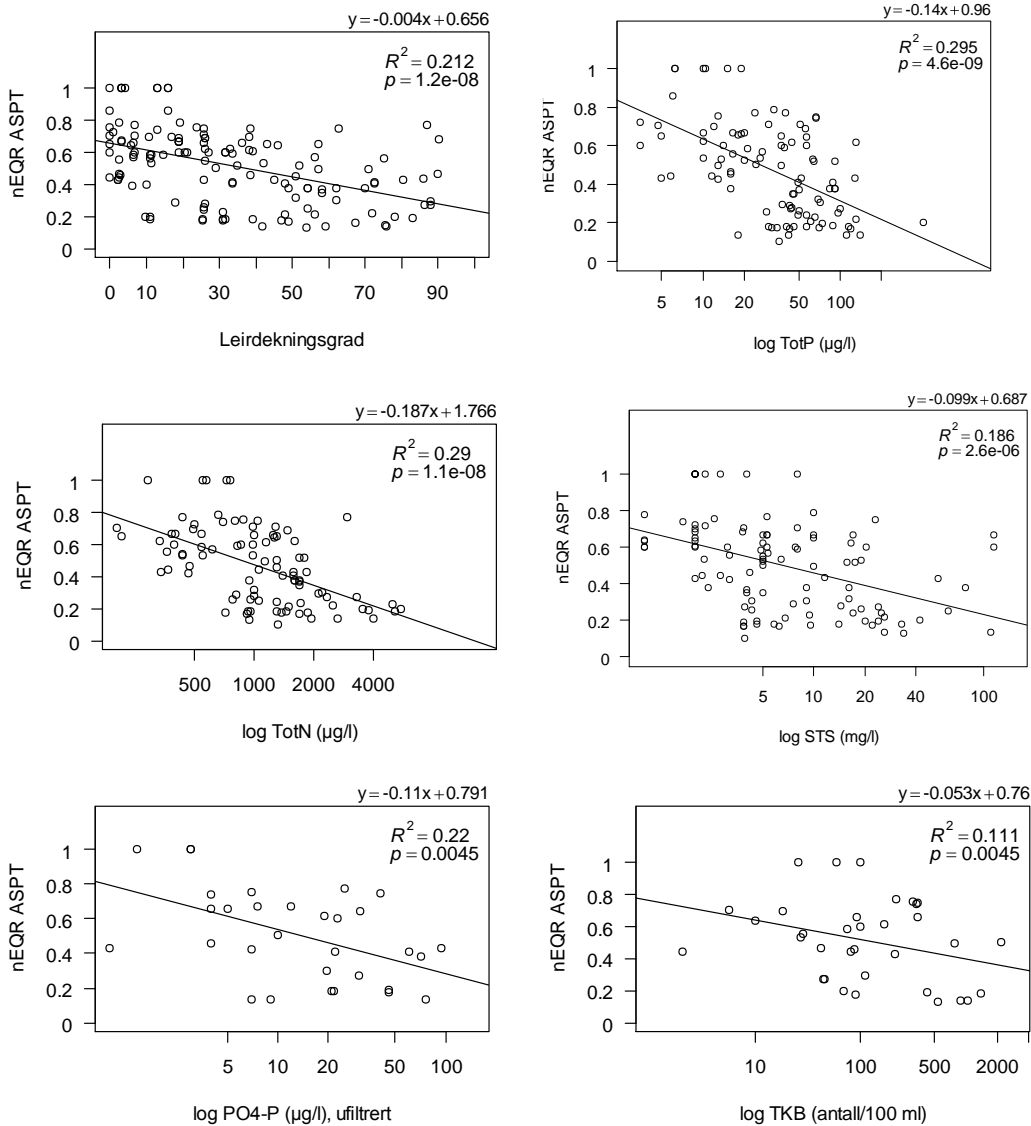 y=-0.004x+0.656
R2=0.212
p=1.2e-08
nEQR ASPT
1
0.8
0.6
0.4
0.2
0
0 10 30 50 70 90
Leirdekningsgrad
y=-0.14x+0.96
R2=0.295
p=4.6e-09
nEQR ASPT
1
0.8
0.6
0.4
0.2
0
5 10 20 50 100
log TotP (µg/l)
y=-0.187x+1.766
R2=0.29
p=1.1e-08
nEQR ASPT
1
0.8
0.6
0.4
0.2
0
500 1000 2000 4000
log TotN (µg/l)
y=-0.099x+0.687
R2=0.186
p=2.6e-06
nEQR ASPT
1
0.8
0.6
0.4
0.2
0
5 10 20 40 100
log STS (mg/l)
y=-0.11x+0.791
R2=0.22
p=0.0045
nEQR ASPT
1
0.8
0.6
0.4
0.2
0
5 10 20 50 100
log PO4-P (µg/l), ufiltrert
y=-0.053x+0.76
R2=0.111
p=0.0045
nEQR ASPT
1
0.8
0.6
0.4
0.2
0
10 100 500 2000
log TKB (antall/100 ml)